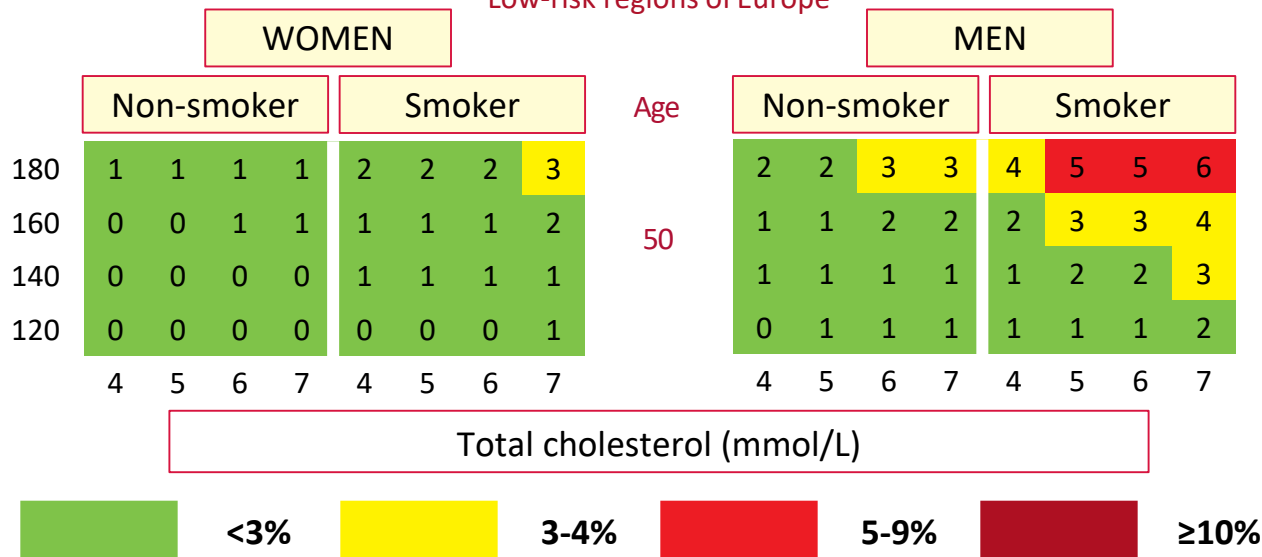 Low-risk regions of Europe
WOMEN MEN
Non-smoker Smoker Age Non-smoker Smoker
180 1 1 1 1 2 2 2 3 2 2 3 3 4 5 5 6
160 0 0 1 1 1 1 1 2 1 1 2 2 2 3 3 4
50
140 0 0 0 0 1 1 1 1 1 1 1 1 1 2 2 3
120 0 0 0 0 0 0 0 1 0 1 1 1 1 1 1 2
4 5 6 7 4 5 6 7 4 5 6 7 4 5 6 7
Total cholesterol (mmol/L)
<3% 3-4% 5-9% ≥10%